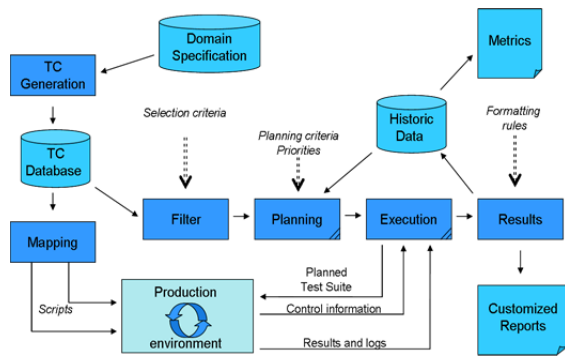 Domain
Specification
Metrics
TC
Generation
Selection criteria
Planning criteria
Priorities
Historic
Data
Formatting
rules
TC
Database
Filter
Planning
Execution
Results
Mapping
Scripts
Production
environment
Planned
Test Suite
Control information
Results and logs
Customized
Reports